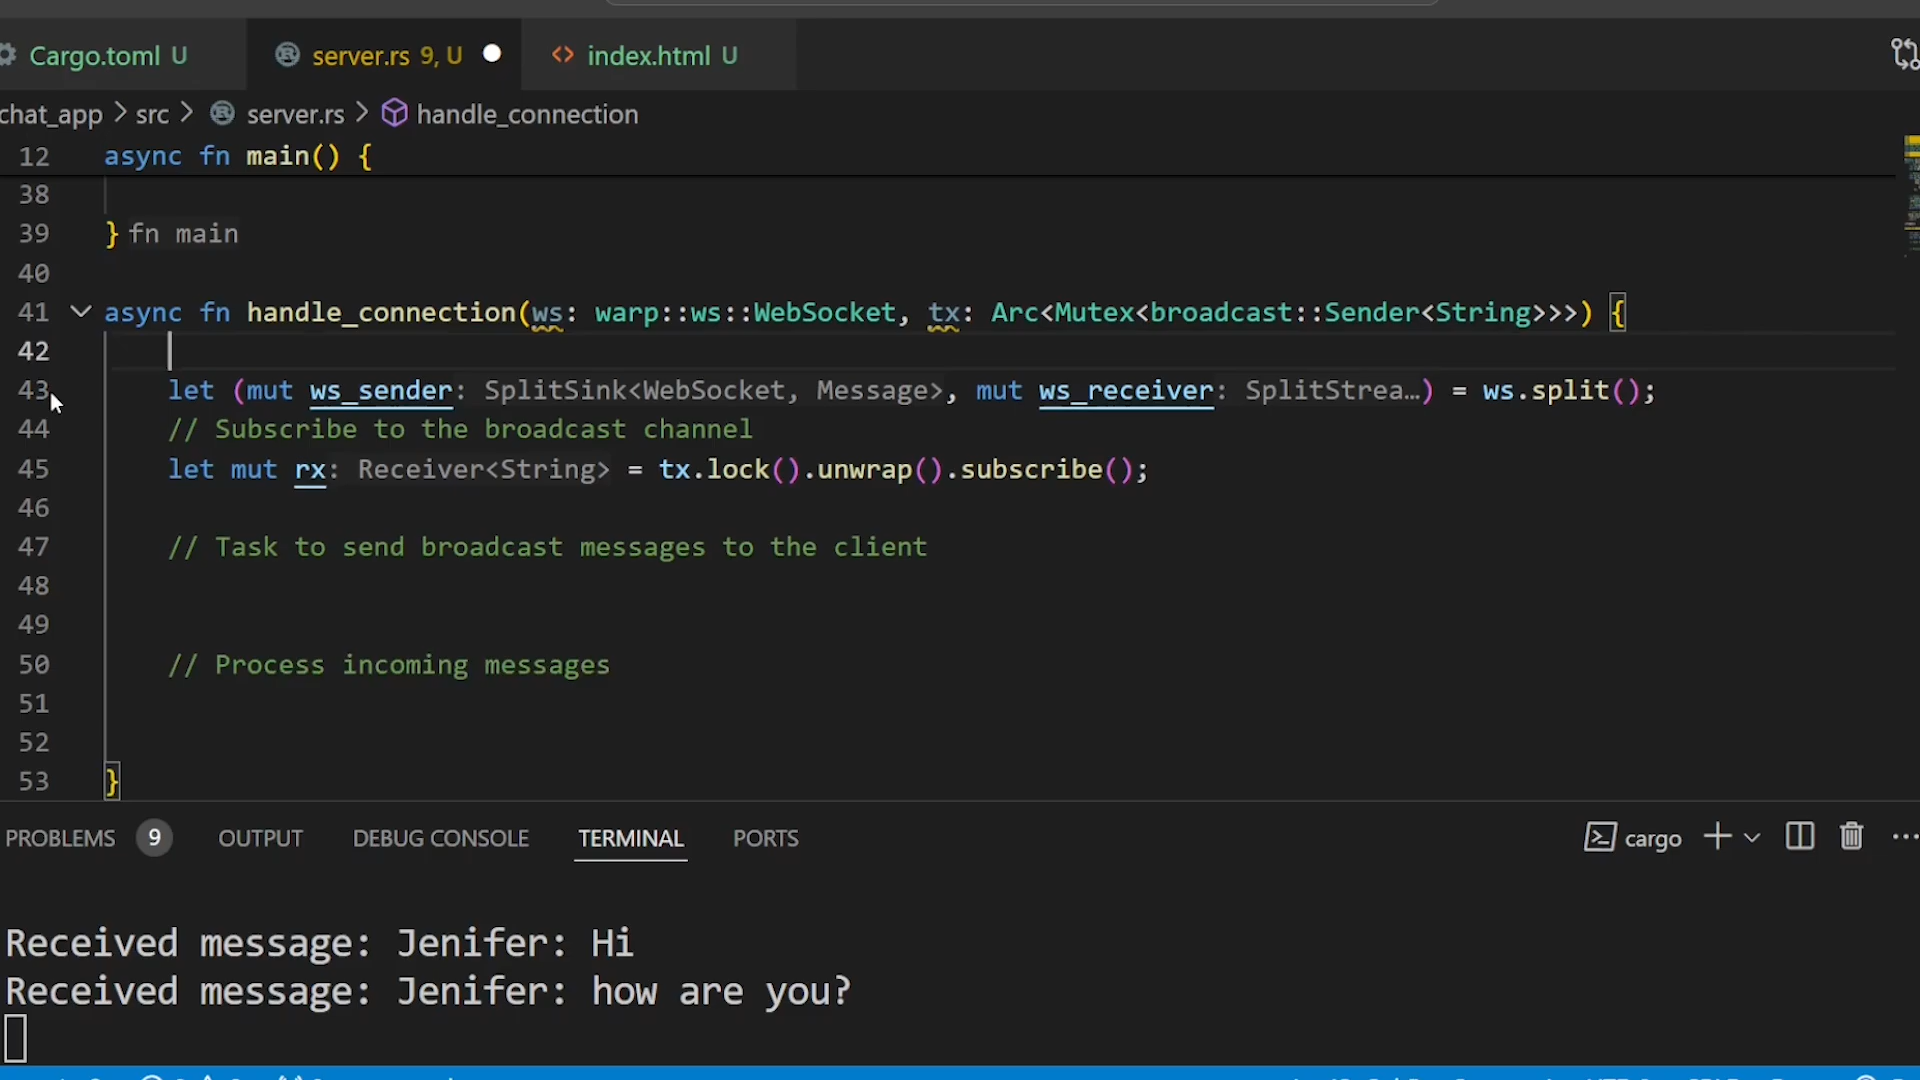 Cargo.toml U
server.rs 9, U
index.html U
chat_app > src > server.rs > handle_connection
12 async fn main() {
38
39 } fn main
40
41 async fn handle_connection(ws: warp::ws::WebSocket, tx: Arc<Mutex<broadcast::Sender<String>>>) {
42
43 let (mut ws_sender: SplitSink<WebSocket, Message>, mut ws_receiver: SplitStrea…) = ws.split();
44 // Subscribe to the broadcast channel
45 let mut rx: Receiver<String> = tx.lock().unwrap().subscribe();
46
47 // Task to send broadcast messages to the client
48
49
50 // Process incoming messages
51
52
53 }
PROBLEMS 9 OUTPUT DEBUG CONSOLE TERMINAL PORTS cargo
Received message: Jenifer: Hi
Received message: Jenifer: how are you?